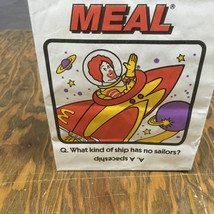 MEAL®
Q. What kind of ship has no sailors?
A. A spaceship